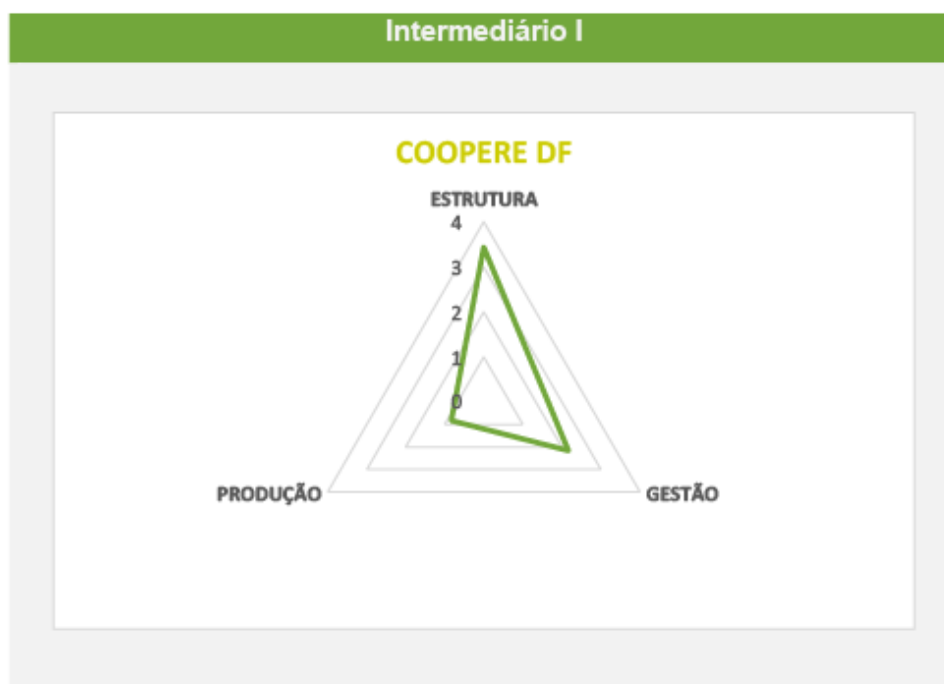 Intermediário I
COOPERE DF
ESTRUTURA
4
3
2
1
0
PRODUÇÃO
GESTÃO